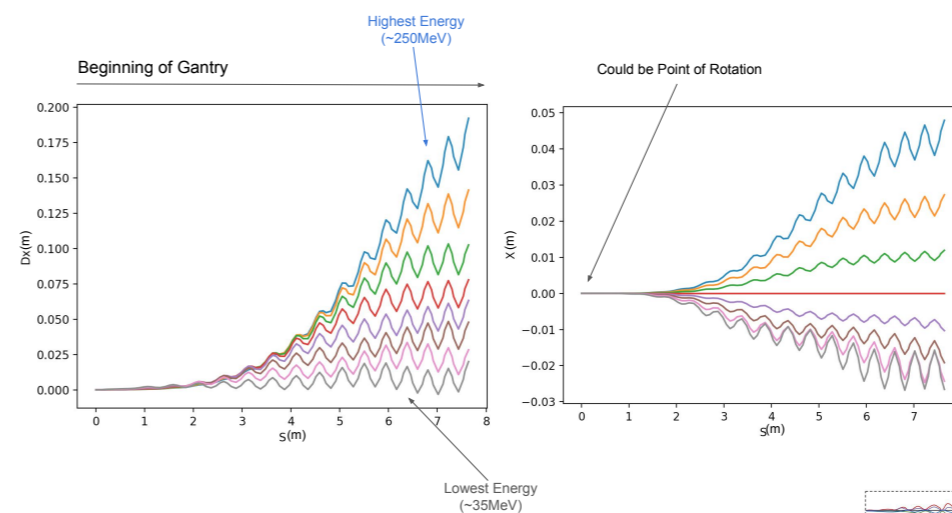 Highest Energy
(~250MeV)
Beginning of Gantry
Could be Point of Rotation
0.200
0.175
0.150
0.125
0.100
0.075
0.050
0.025
0.000
Dx(m)
0 1 2 3 4 5 6 7 8
S(m)
0.05
0.04
0.03
0.02
0.01
0.00
−0.01
−0.02
−0.03
X(m)
0 1 2 3 4 5 6 7
S(m)
Lowest Energy
(~35MeV)